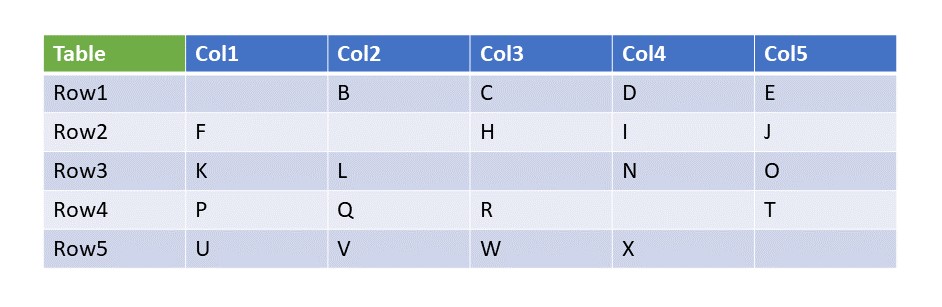 Table Col1 Col2 Col3 Col4 Col5
Row1 B C D E
Row2 F H I J
Row3 K L N O
Row4 P Q R T
Row5 U V W X